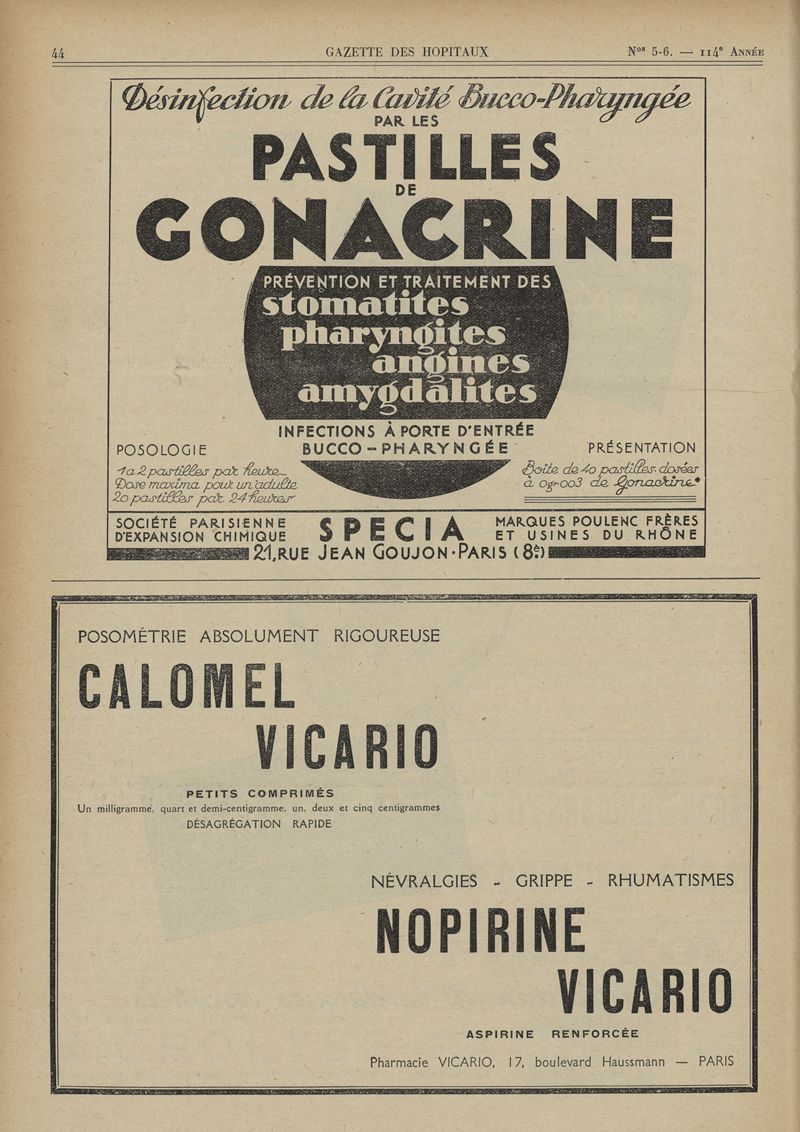 44
GAZETTE DES HOPITAUX
Nos 5-6. — 114e ANNÉE
Désinfection de la Cavité Bucco-Pharyngée
PAR LES
PASTILLES
DE
GONACRINE
PRÉVENTION ET TRAITEMENT DES
stomatites
pharyngites
angines
amygdalites
INFECTIONS À PORTE D'ENTRÉE
BUCCO-PHARYNGÉE
POSOLOGIE
1 a 2 pastilles par heure
Dose maxima pour un adulte
20 pastilles par 24 heures
PRÉSENTATION
Boîte de 40 pastilles dosées
à 0gr003 de Gonacrine
SOCIÉTÉ PARISIENNE
D'EXPANSION CHIMIQUE
SPECIA
MARQUES POULENC FRÈRES
ET USINES DU RHÔNE
21, RUE JEAN GOUJON · PARIS (8e)
POSOMÉTRIE ABSOLUMENT RIGOUREUSE
CALOMEL
VICARIO
PETITS COMPRIMÉS
Un milligramme, quart et demi-centigramme, un, deux et cinq centigrammes
DÉSAGRÉGATION RAPIDE
NÉVRALGIES - GRIPPE - RHUMATISMES
NOPIRINE
VICARIO
ASPIRINE RENFORCÉE
Pharmacie VICARIO, 17, boulevard Haussmann — PARIS